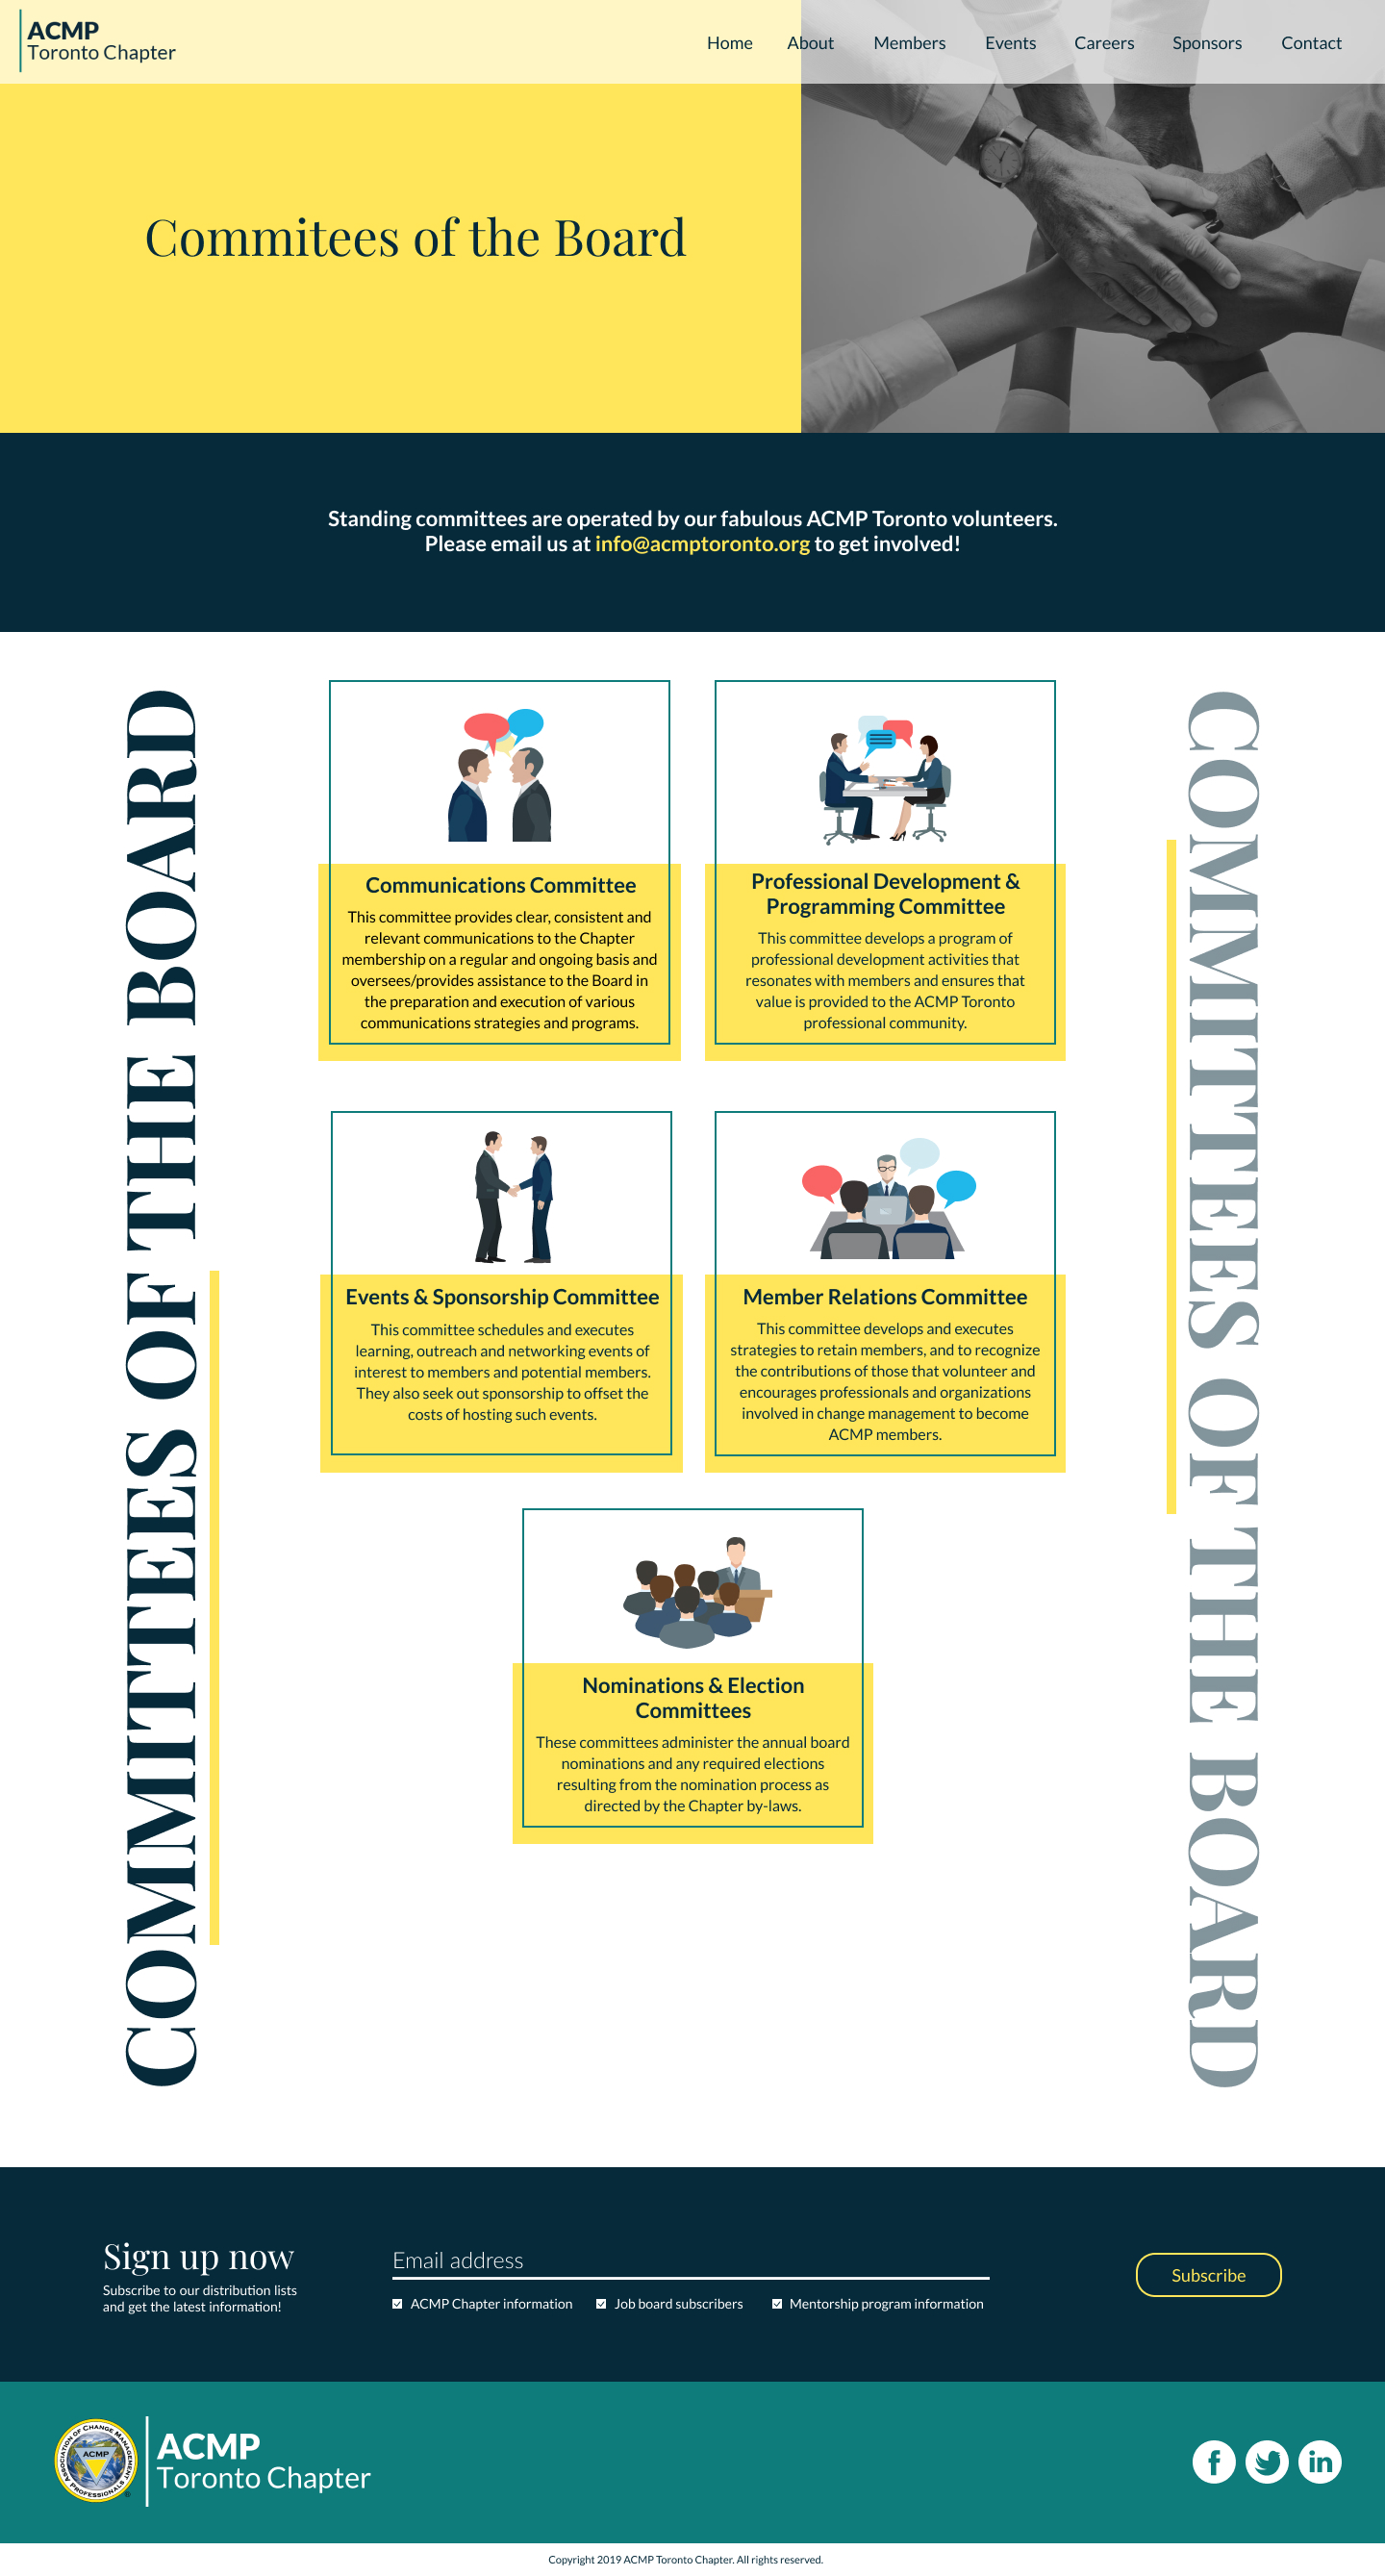 ACMP
Toronto Chapter
Home About Members Events Careers Sponsors Contact
Commitees of the Board
Standing committees are operated by our fabulous ACMP Toronto volunteers.
Please email us at info@acmptoronto.org to get involved!
COMMITTEES OF THE BOARD
Communications Committee
This committee provides clear, consistent and
relevant communications to the Chapter
membership on a regular and ongoing basis and
oversees/provides assistance to the Board in
the preparation and execution of various
communications strategies and programs.
Professional Development &
Programming Committee
This committee develops a program of
professional development activities that
resonates with members and ensures that
value is provided to the ACMP Toronto
professional community.
Events & Sponsorship Committee
This committee schedules and executes
learning, outreach and networking events of
interest to members and potential members.
They also seek out sponsorship to offset the
costs of hosting such events.
Member Relations Committee
This committee develops and executes
strategies to retain members, and to recognize
the contributions of those that volunteer and
encourages professionals and organizations
involved in change management to become
ACMP members.
Nominations & Election
Committees
These committees administer the annual board
nominations and any required elections
resulting from the nomination process as
directed by the Chapter by-laws.
COMMITTEES OF THE BOARD
Sign up now
Subscribe to our distribution lists
and get the latest information!
Email address
ACMP Chapter information Job board subscribers Mentorship program information
Subscribe
ASSOCIATION OF CHANGE MANAGEMENT PROFESSIONALS
ACMP
®
ACMP
Toronto Chapter
Copyright 2019 ACMP Toronto Chapter. All rights reserved.